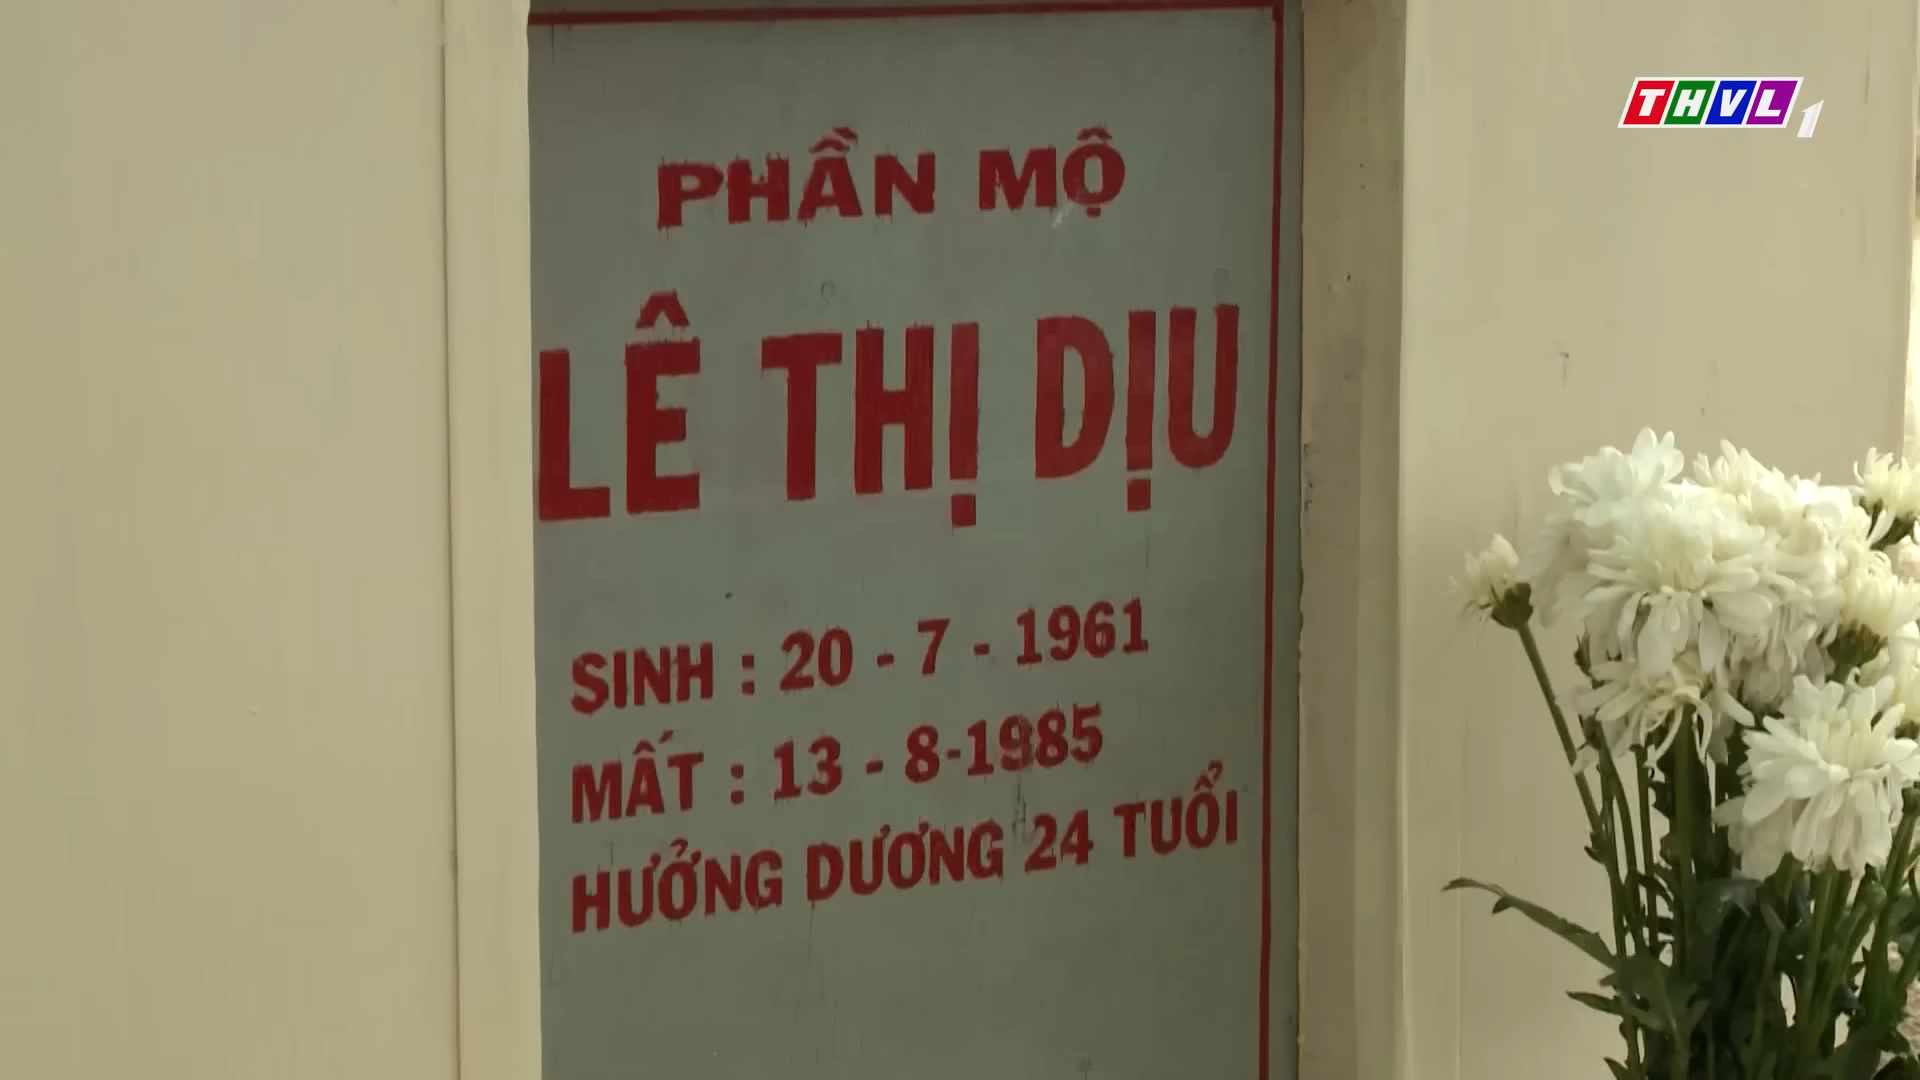 THVL1
PHẦN MỘ
LÊ THỊ DỊU
SINH : 20 - 7 - 1961
MẤT : 13 - 8-1985
HƯỞNG DƯƠNG 24 TUỔI